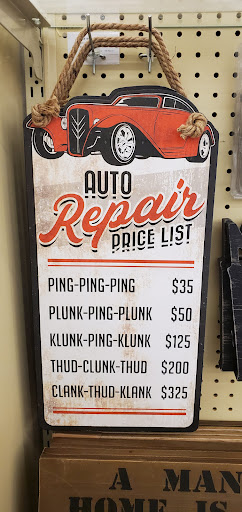 AUTO
Repair
PRICE LIST
PING-PING-PING $35
PLUNK-PING-PLUNK $50
KLUNK-PING-KLUNK $125
THUD-CLUNK-THUD $200
CLANK-THUD-KLANK $325
A MAN
HOME IS